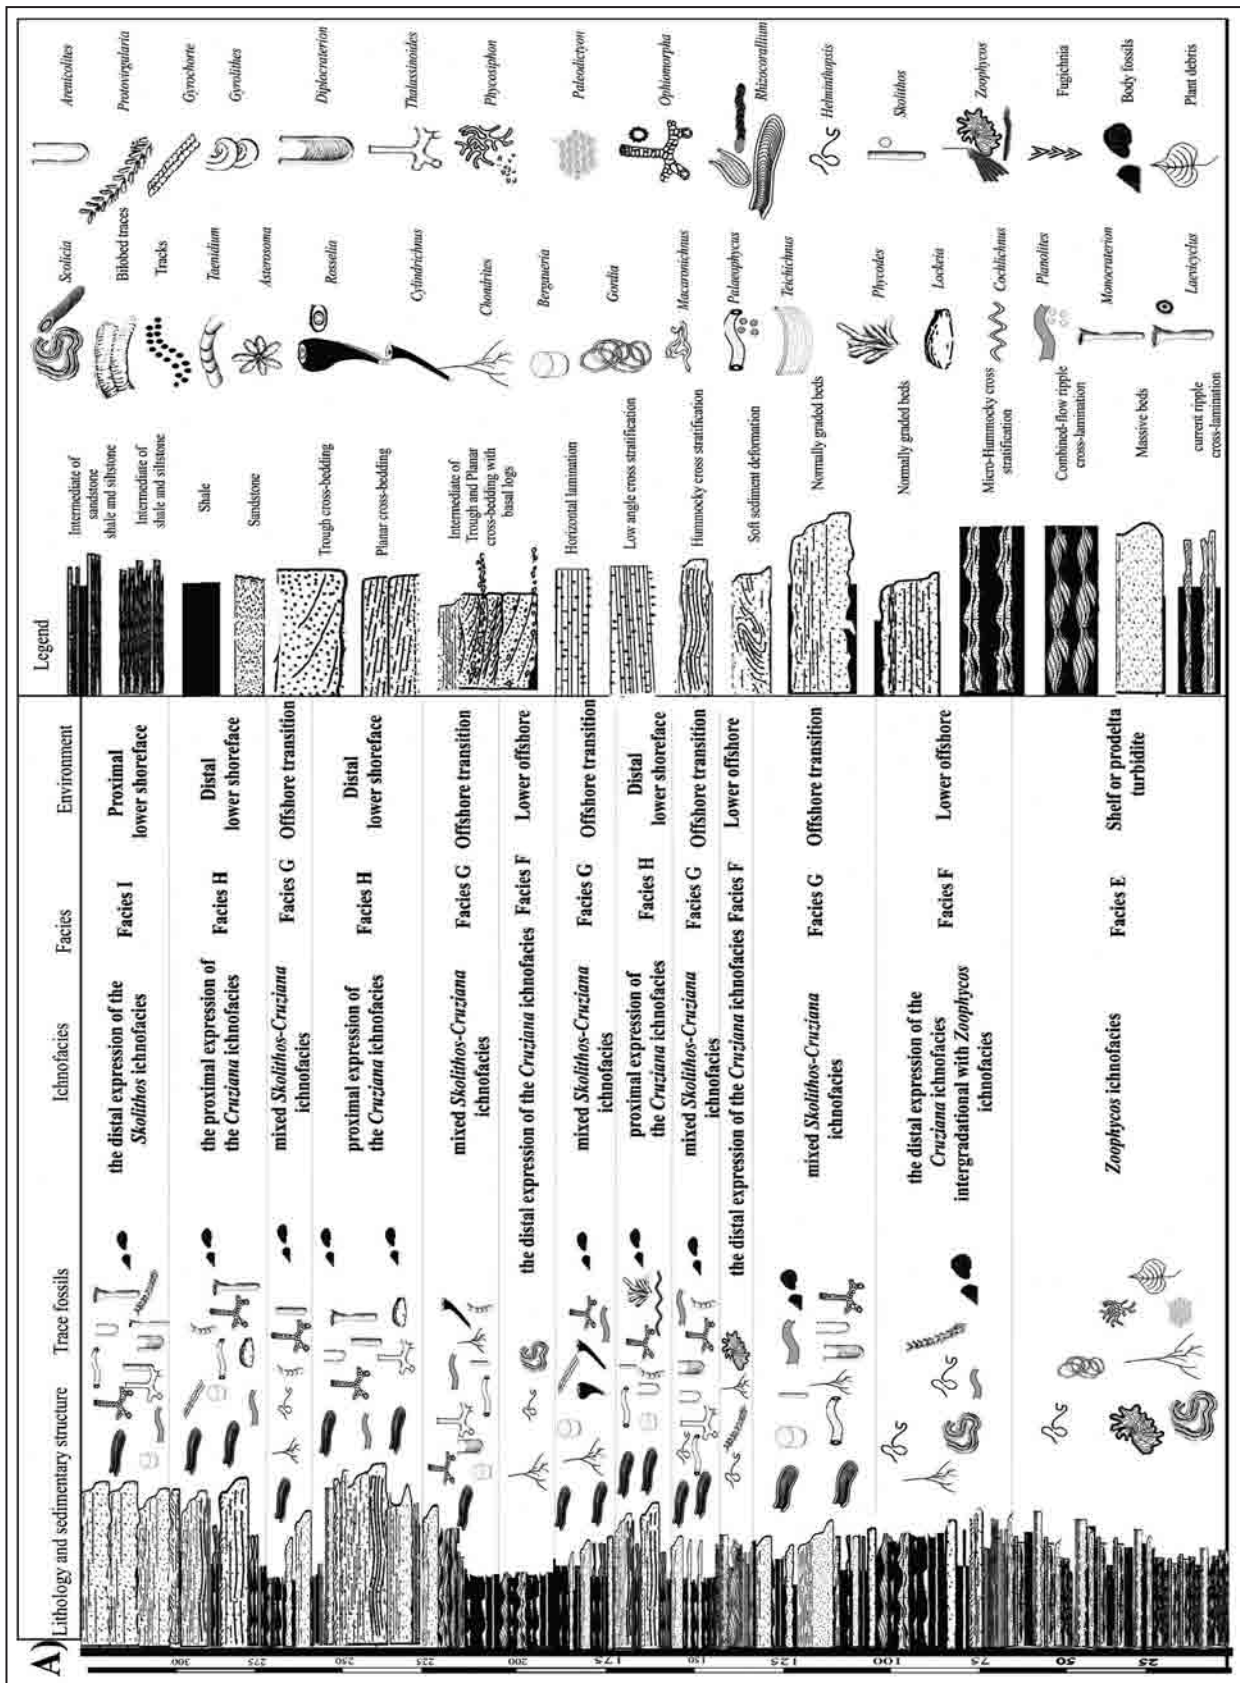 A)
Lithology and sedimentary structure
Trace fossils
Ichnofacies
Facies
Environment
Legend
the distal expression of the
Skolithos ichnofacies
Facies I
Proximal
lower shoreface
the proximal expression of
the Cruziana ichnofacies
Facies H
Distal
lower shoreface
mixed Skolithos-Cruziana
ichnofacies
Facies G
Offshore transition
proximal expression of
the Cruziana ichnofacies
Facies H
Distal
lower shoreface
mixed Skolithos-Cruziana
ichnofacies
Facies G
Offshore transition
the distal expression of the Cruziana ichnofacies
Facies F
Lower offshore
mixed Skolithos-Cruziana
ichnofacies
Facies G
Offshore transition
proximal expression of
the Cruziana ichnofacies
Facies H
Distal
lower shoreface
mixed Skolithos-Cruziana
ichnofacies
Facies G
Offshore transition
the distal expression of the Cruziana ichnofacies
Facies F
Lower offshore
mixed Skolithos-Cruziana
ichnofacies
Facies G
Offshore transition
the distal expression of the
Cruziana ichnofacies
intergradational with Zoophycos
ichnofacies
Facies F
Lower offshore
Zoophycos ichnofacies
Facies E
Shelf or prodelta
turbidite
300
275
250
225
200
175
150
125
100
75
50
25
Intermediate of
sandstone
shale and siltstone
Intermediate of
shale and siltstone
Shale
Sandstone
Trough cross-bedding
Planar cross-bedding
Intermediate of
Trough and Planar
cross-bedding with
basal logs
Horizontal lamination
Low angle cross stratification
Hummocky cross stratification
Soft sediment deformation
Normally graded beds
Normally graded beds
Micro-Hummocky cross
stratification
Combined-flow ripple
cross-lamination
Massive beds
current ripple
cross-lamination
Scolicia
Bilobed traces
Tracks
Taenidium
Asterosoma
Rosselia
Cylindrichnus
Chondrites
Bergaueria
Gordia
Macaronichnus
Palaeophycus
Teichichnus
Phycodes
Lockeia
Cochlichnus
Planolites
Monocraterion
Laevicyclus
Arenicolites
Protovirgularia
Gyrochorte
Gyrolithes
Diplocraterion
Thalassinoides
Phycosiphon
Paleodictyon
Ophiomorpha
Rhizocorallium
Helminthopsis
Skolithos
Zoophycos
Fugichnia
Body fossils
Plant debris